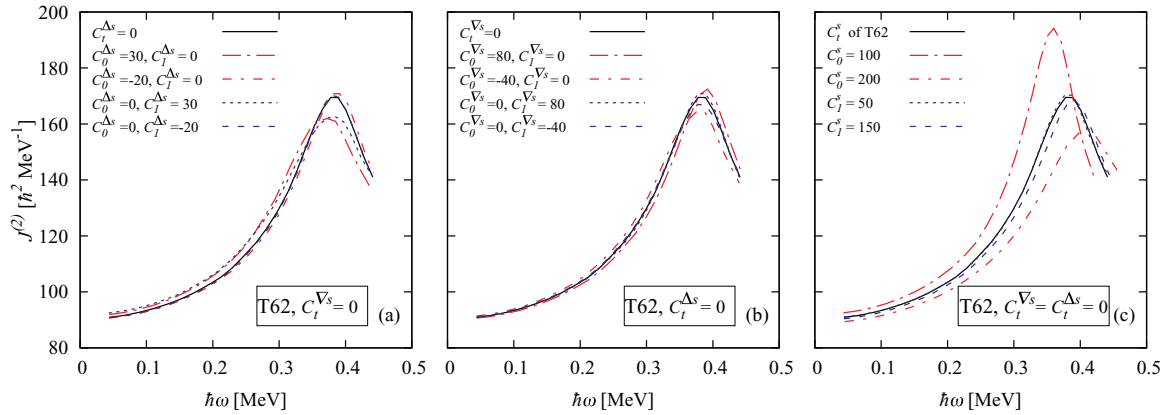 J⁽²⁾ [ℏ² MeV⁻¹]
200
180
160
140
120
100
80
C_t^{Δs} = 0
C_0^{Δs} = 30, C_1^{Δs} = 0
C_0^{Δs} = -20, C_1^{Δs} = 0
C_0^{Δs} = 0, C_1^{Δs} = 30
C_0^{Δs} = 0, C_1^{Δs} = -20
T62, C_t^{∇s} = 0
(a)
0 0.1 0.2 0.3 0.4 0.5
ℏω [MeV]
C_t^{∇s} = 0
C_0^{∇s} = 80, C_1^{∇s} = 0
C_0^{∇s} = -40, C_1^{∇s} = 0
C_0^{∇s} = 0, C_1^{∇s} = 80
C_0^{∇s} = 0, C_1^{∇s} = -40
T62, C_t^{Δs} = 0
(b)
0 0.1 0.2 0.3 0.4 0.5
ℏω [MeV]
C_t^s of T62
C_0^s = 100
C_0^s = 200
C_1^s = 50
C_1^s = 150
T62, C_t^{∇s} = C_t^{Δs} = 0
(c)
0 0.1 0.2 0.3 0.4 0.5
ℏω [MeV]